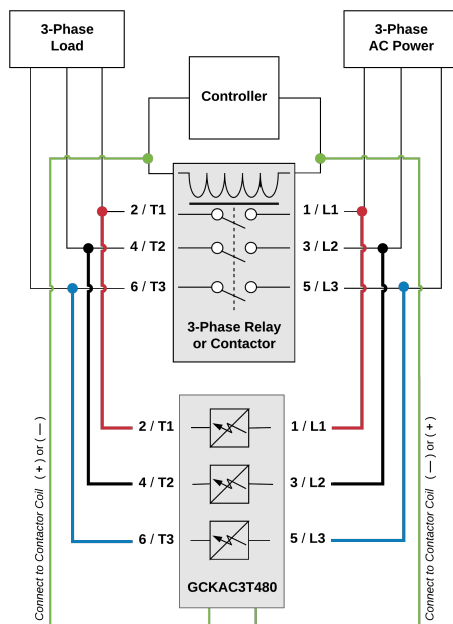 3-Phase
Load
3-Phase
AC Power
Controller
2 / T1
1 / L1
4 / T2
3 / L2
6 / T3
5 / L3
3-Phase Relay
or Contactor
2 / T1
1 / L1
4 / T2
3 / L2
6 / T3
5 / L3
GCKAC3T480
Connect to Contactor Coil ( + ) or ( — )
Connect to Contactor Coil ( — ) or ( + )